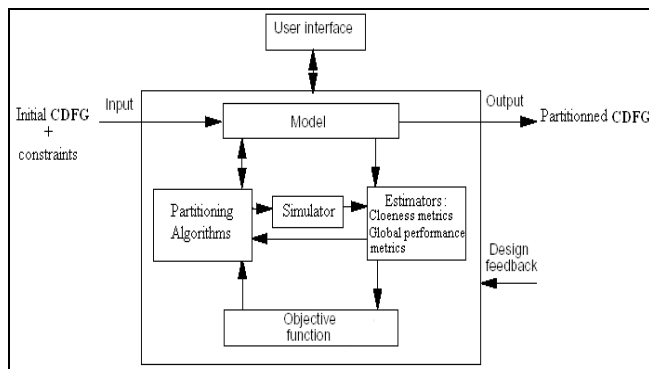 User interface
Input
Output
Initial CDFG
+
constraints
Model
Partitionned CDFG
Partitioning
Algorithms
Simulator
Estimators :
Cloeness metrics
Global performance
metrics
Design
feedback
Objective
function